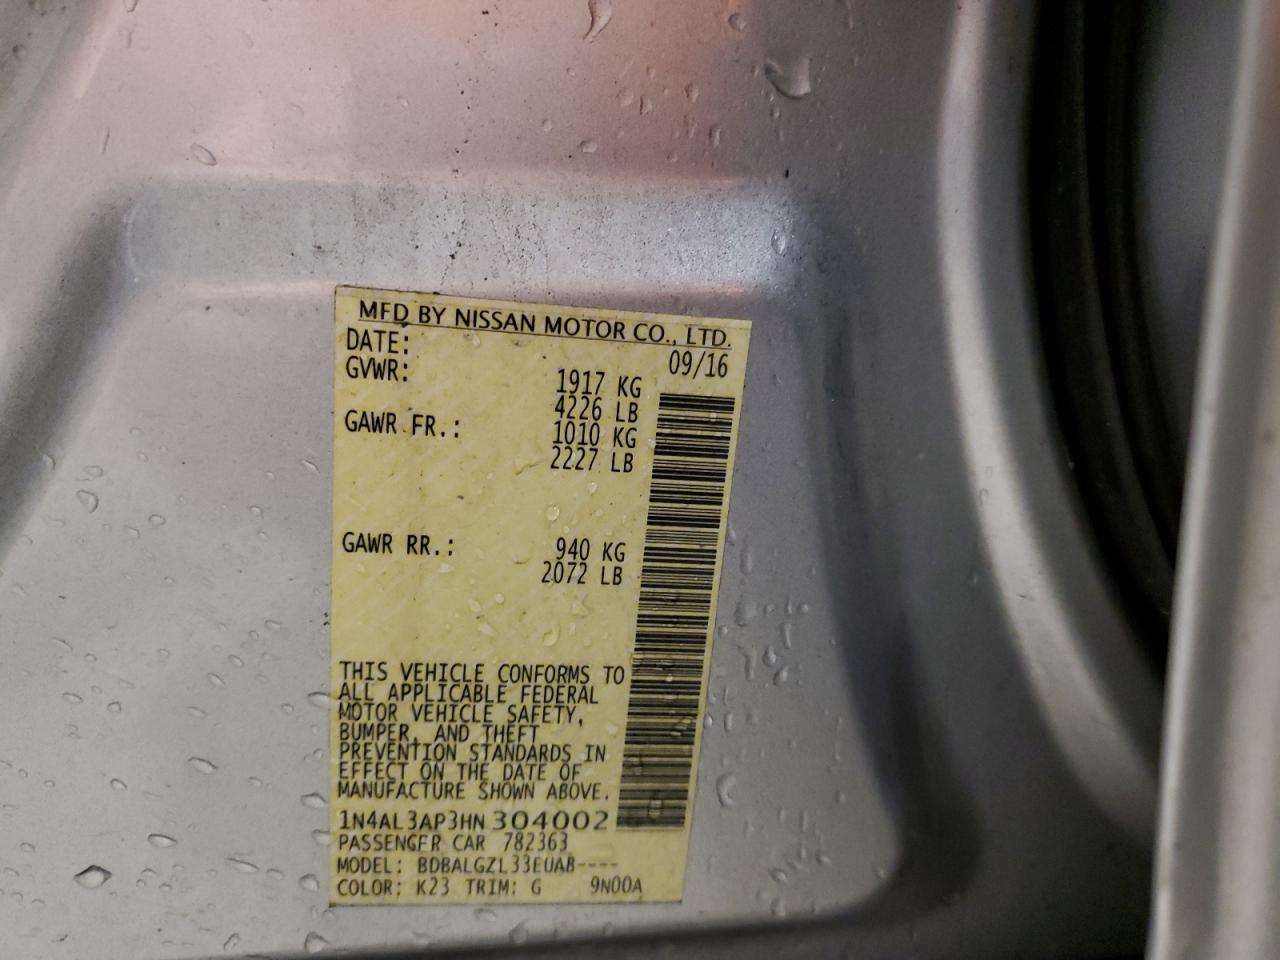 MFD BY NISSAN MOTOR CO., LTD.
DATE: 09/16
GVWR: 1917 KG
4226 LB
GAWR FR.: 1010 KG
2227 LB
GAWR RR.: 940 KG
2072 LB
THIS VEHICLE CONFORMS TO
ALL APPLICABLE FEDERAL
MOTOR VEHICLE SAFETY,
BUMPER, AND THEFT
PREVENTION STANDARDS IN
EFFECT ON THE DATE OF
MANUFACTURE SHOWN ABOVE.
1N4AL3AP3HN304002
PASSENGER CAR 782363
MODEL: BDBALGZL33EUAB----
COLOR: K23 TRIM: G 9N00A